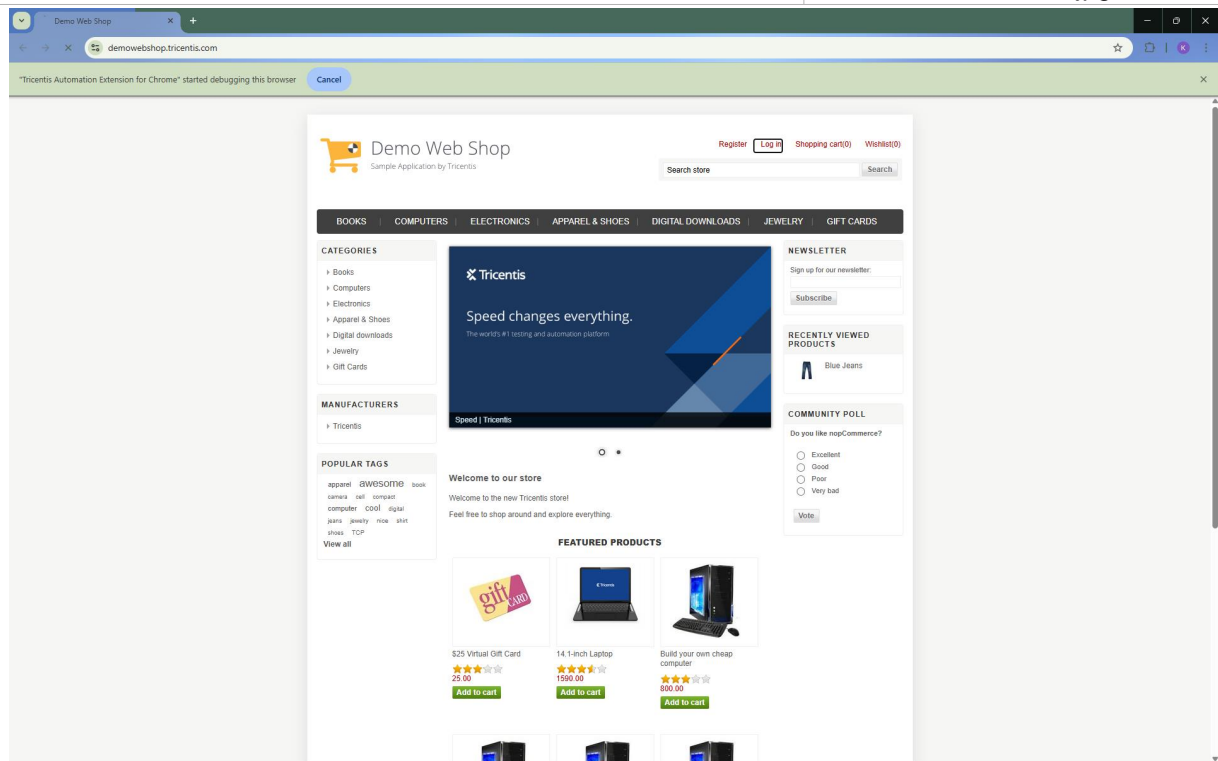 Demo Web Shop
demowebshop.tricentis.com
K
"Tricentis Automation Extension for Chrome" started debugging this browser Cancel
Demo Web Shop
Sample Application by Tricentis
Register Log in Shopping cart(0) Wishlist(0)
Search store Search
BOOKS COMPUTERS ELECTRONICS APPAREL & SHOES DIGITAL DOWNLOADS JEWELRY GIFT CARDS
CATEGORIES
Books
Computers
Electronics
Apparel & Shoes
Digital downloads
Jewelry
Gift Cards
MANUFACTURERS
Tricentis
POPULAR TAGS
apparel awesome book
camera cell compact
computer cool digital
jeans jewelry nice shirt
shoes TCP
View all
Tricentis
Speed changes everything.
The world's #1 testing and automation platform
Speed | Tricentis
Welcome to our store
Welcome to the new Tricentis store!
Feel free to shop around and explore everything.
FEATURED PRODUCTS
gift CARD
Tricentis
$25 Virtual Gift Card
25.00
Add to cart
14.1-inch Laptop
1590.00
Add to cart
Build your own cheap
computer
800.00
Add to cart
NEWSLETTER
Sign up for our newsletter:
Subscribe
RECENTLY VIEWED
PRODUCTS
Blue Jeans
COMMUNITY POLL
Do you like nopCommerce?
Excellent
Good
Poor
Very bad
Vote